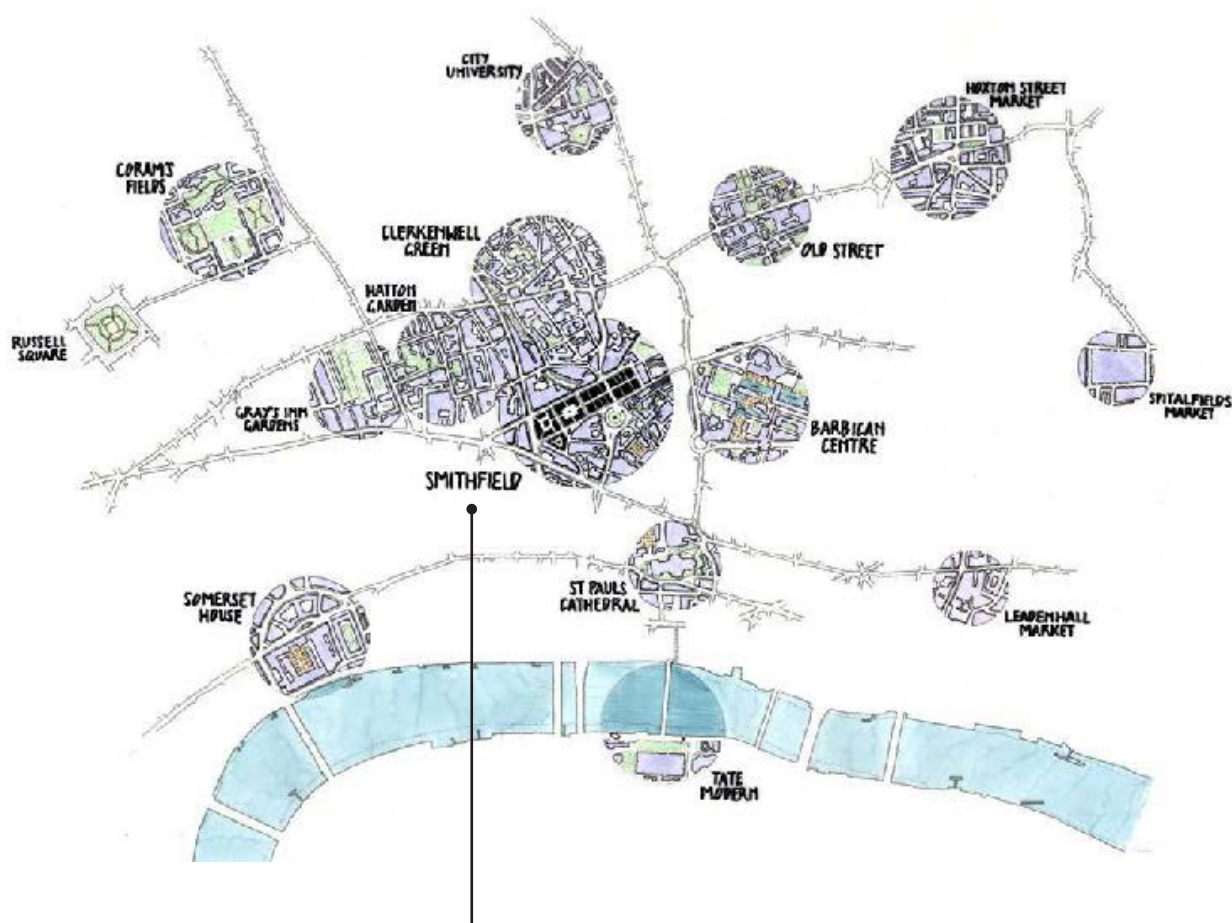 CITY
UNIVERSITY
HOXTON STREET
MARKET
CORAM'S
FIELDS
CLERKENWELL
GREEN
OLD STREET
HATTON
GARDEN
RUSSELL
SQUARE
GRAY'S INN
GARDENS
SPITALFIELDS
MARKET
BARBICAN
CENTRE
SMITHFIELD
SOMERSET
HOUSE
ST PAULS
CATHEDRAL
LEADENHALL
MARKET
TATE
MODERN